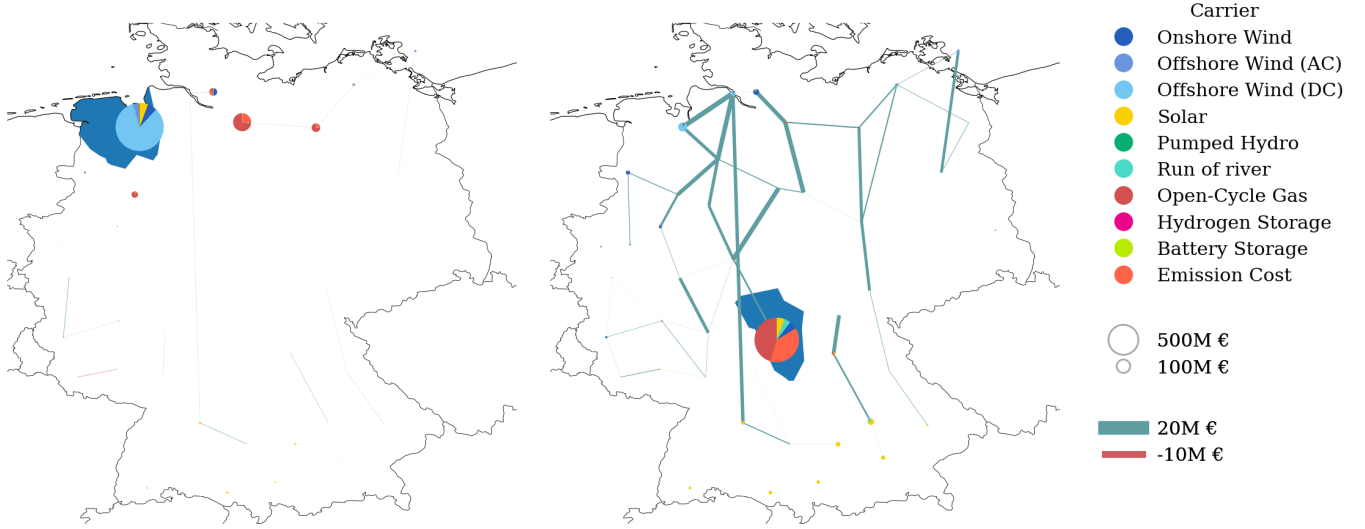 Carrier
Onshore Wind
Offshore Wind (AC)
Offshore Wind (DC)
Solar
Pumped Hydro
Run of river
Open-Cycle Gas
Hydrogen Storage
Battery Storage
Emission Cost
500M €
100M €
20M €
-10M €